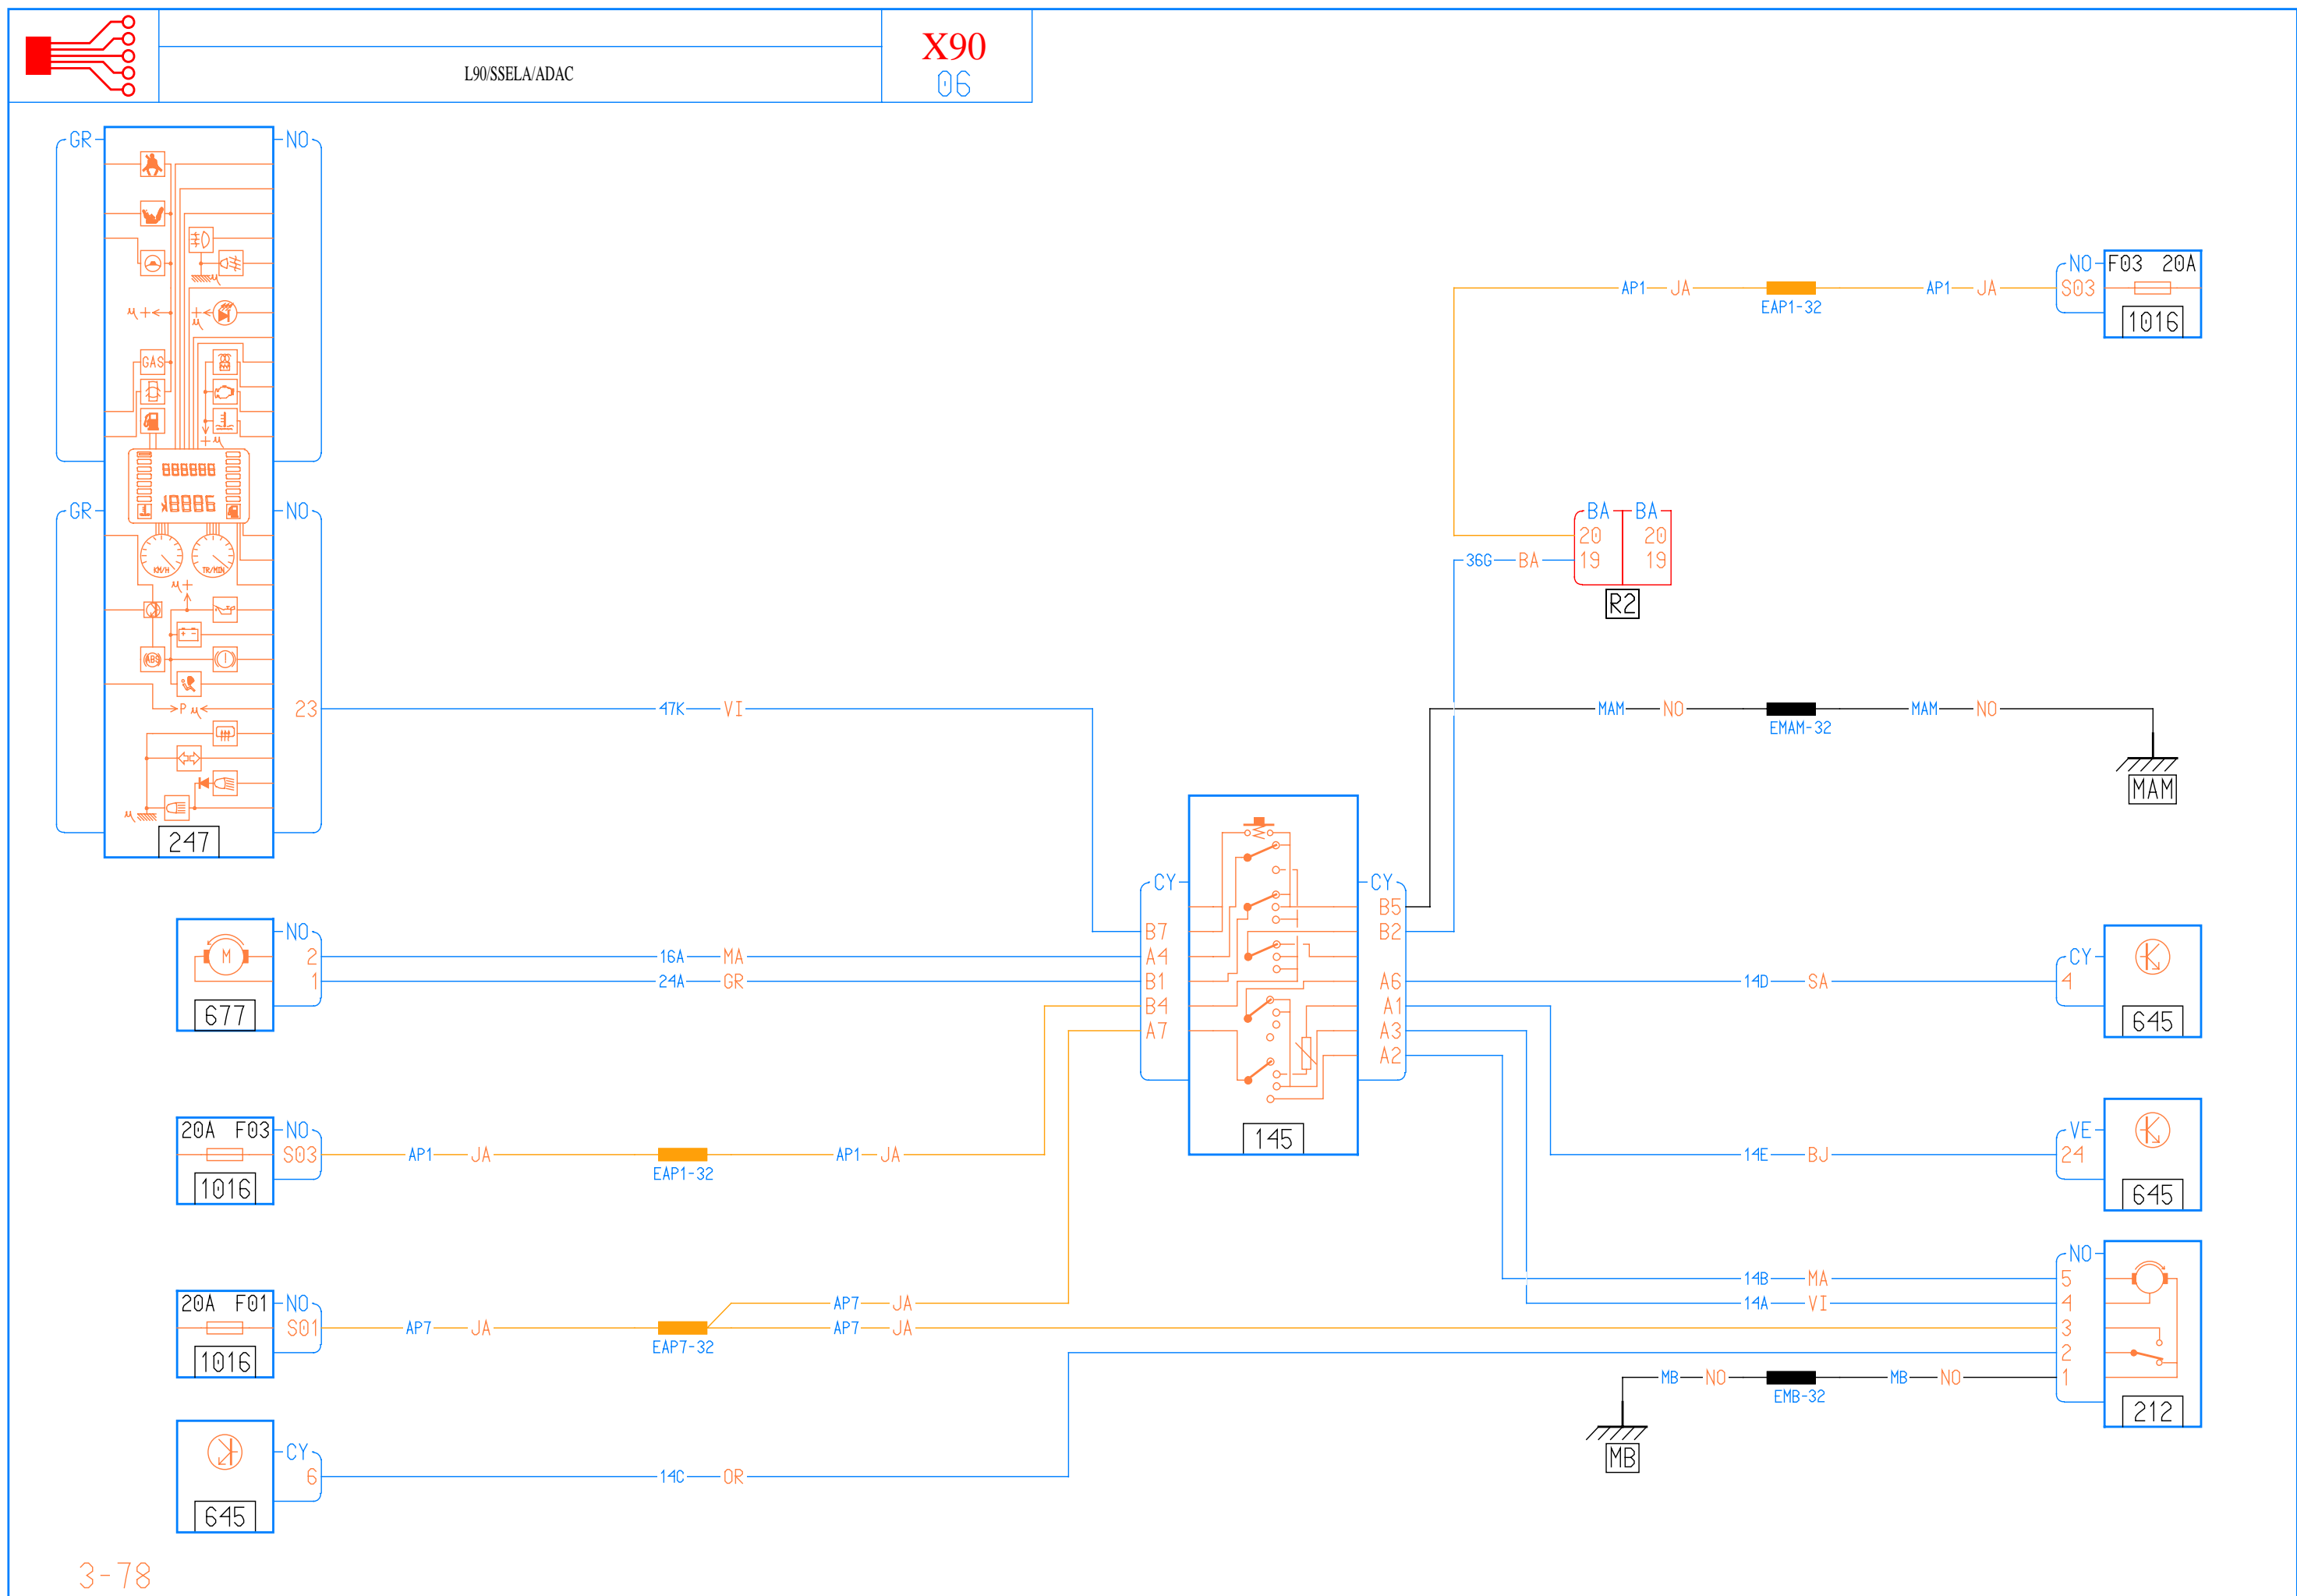 X90
L90/SSELA/ADAC
06
GR NO
GAS
GR NO
KM/H TR/MIN
ABS
P
23 47K VI
247
AP1 JA EAP1-32 AP1 JA
NO F03 20A
S03
1016
BA BA
20 20
36G BA 19 19
R2
MAM NO EMAM-32 MAM NO
MAM
NO
M 2 16A MA
1 24A GR
677
CY CY
B5
B7 B2
A4
B1 A6
B4 A1
A7 A3
A2
145
14D SA
CY
4
645
14E BJ
VE
24
645
20A F03 NO
S03 AP1 JA EAP1-32 AP1 JA
1016
20A F01 NO
S01 AP7 JA EAP7-32 AP7 JA
AP7 JA
1016
NO
14B MA 5
14A VI 4
3
2
MB NO EMB-32 MB NO 1
212
MB
CY
6 14C OR
645
3-78